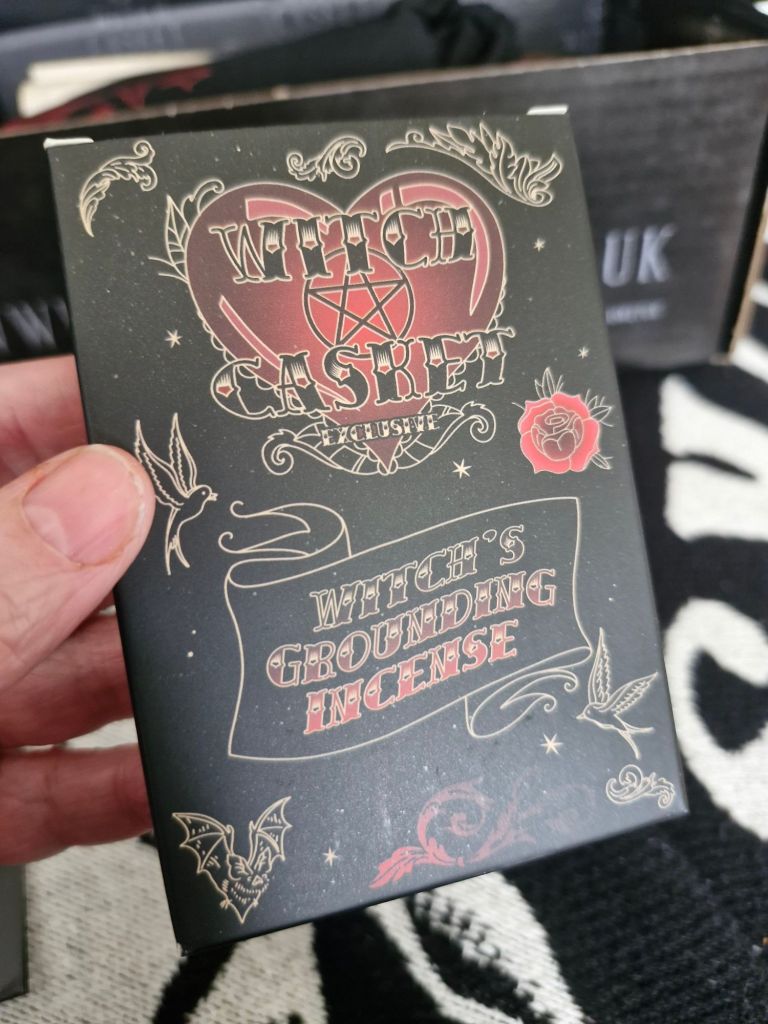 WITCH
CASKET
EXCLUSIVE
WITCH'S
GROUNDING
INCENSE
UK